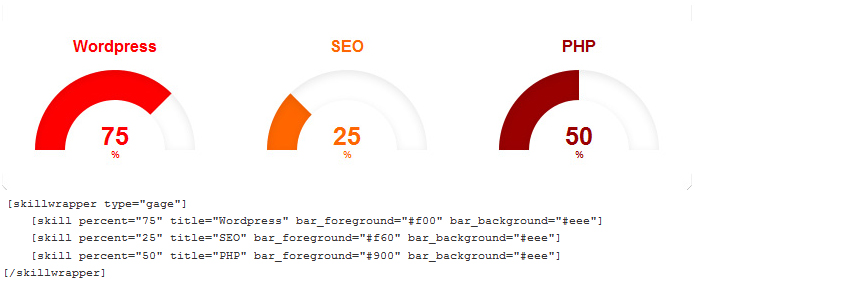 Wordpress SEO PHP
75 25 50
% % %
[skillwrapper type="gage"]
[skill percent="75" title="Wordpress" bar_foreground="#f00" bar_background="#eee"]
[skill percent="25" title="SEO" bar_foreground="#f60" bar_background="#eee"]
[skill percent="50" title="PHP" bar_foreground="#900" bar_background="#eee"]
[/skillwrapper]